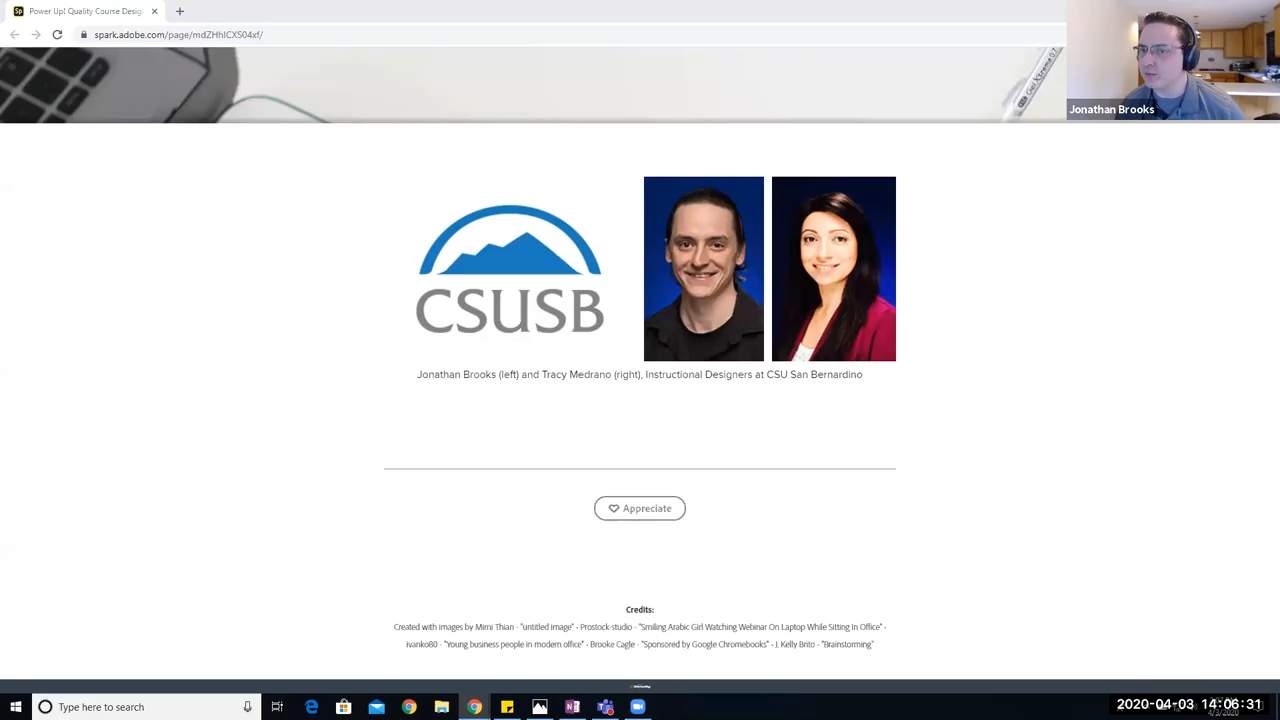 Power Up! Quality Course Desig
spark.adobe.com/page/mdZHhlCXS04xf/
Jonathan Brooks
CSUSB
Jonathan Brooks (left) and Tracy Medrano (right), Instructional Designers at CSU San Bernardino
Appreciate
Credits:
Created with images by Mimi Thian - "untitled image" • Prostock-studio - "Smiling Arabic Girl Watching Webinar On Laptop While Sitting In Office" •
ivanko80 - "Young business people in modern office" • Brooke Cagle - "Sponsored by Google Chromebooks" • J. Kelly Brito - "Brainstorming"
Type here to search
2020-04-03 14:06:31